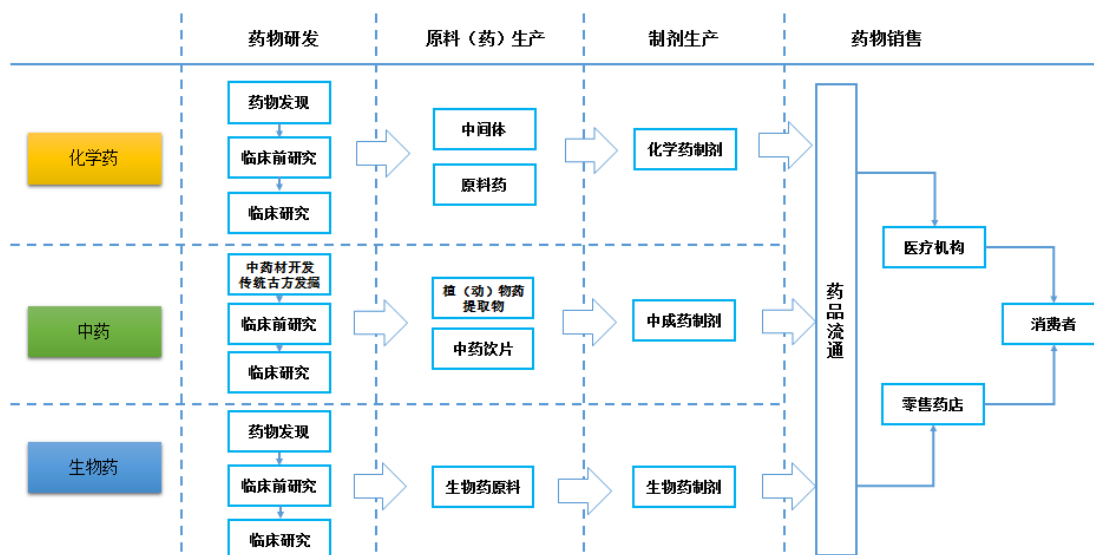 药物研发
原料（药）生产
制剂生产
药物销售
化学药
药物发现
临床前研究
临床研究
中间体
原料药
化学药制剂
中药
中药材开发
传统古方发掘
临床前研究
临床研究
植（动）物药
提取物
中药饮片
中成药制剂
生物药
药物发现
临床前研究
临床研究
生物药原料
生物药制剂
药品流通
医疗机构
零售药店
消费者